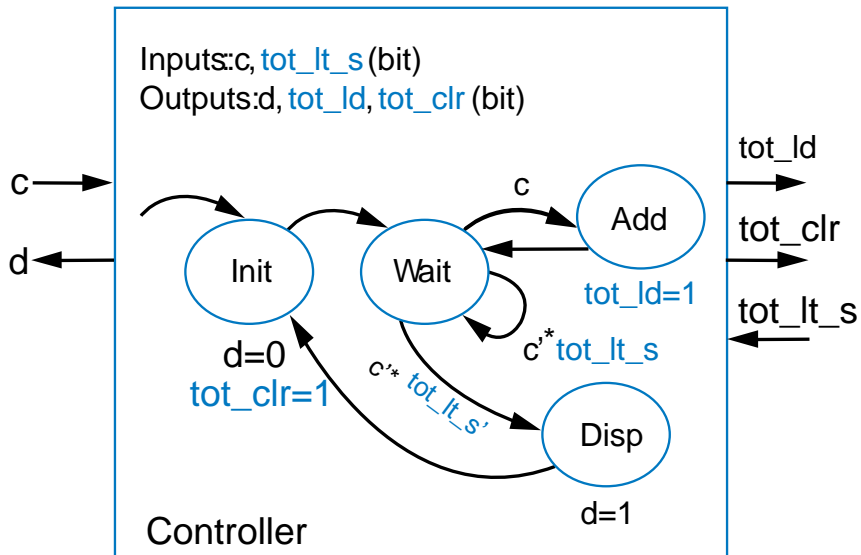 Inputs::c, tot_lt_s (bit)
Outputs:d, tot_ld, tot_clr (bit)
tot_ld
c
c
Add
tot_clr
d
Init
Wait
tot_ld=1
tot_lt_s
d=0
c'* tot_lt_s
tot_clr=1
c'* tot_lt_s'
Disp
d=1
Controller